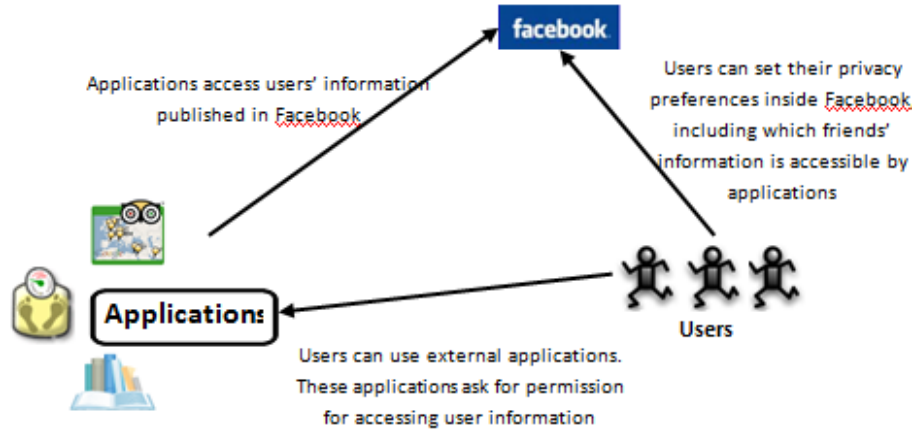 facebook
Applications access users' information
published in Facebook
Users can set their privacy
preferences inside Facebook
including which friends'
information is accessible by
applications
Applications
Users
Users can use external applications.
These applications ask for permission
for accessing user information